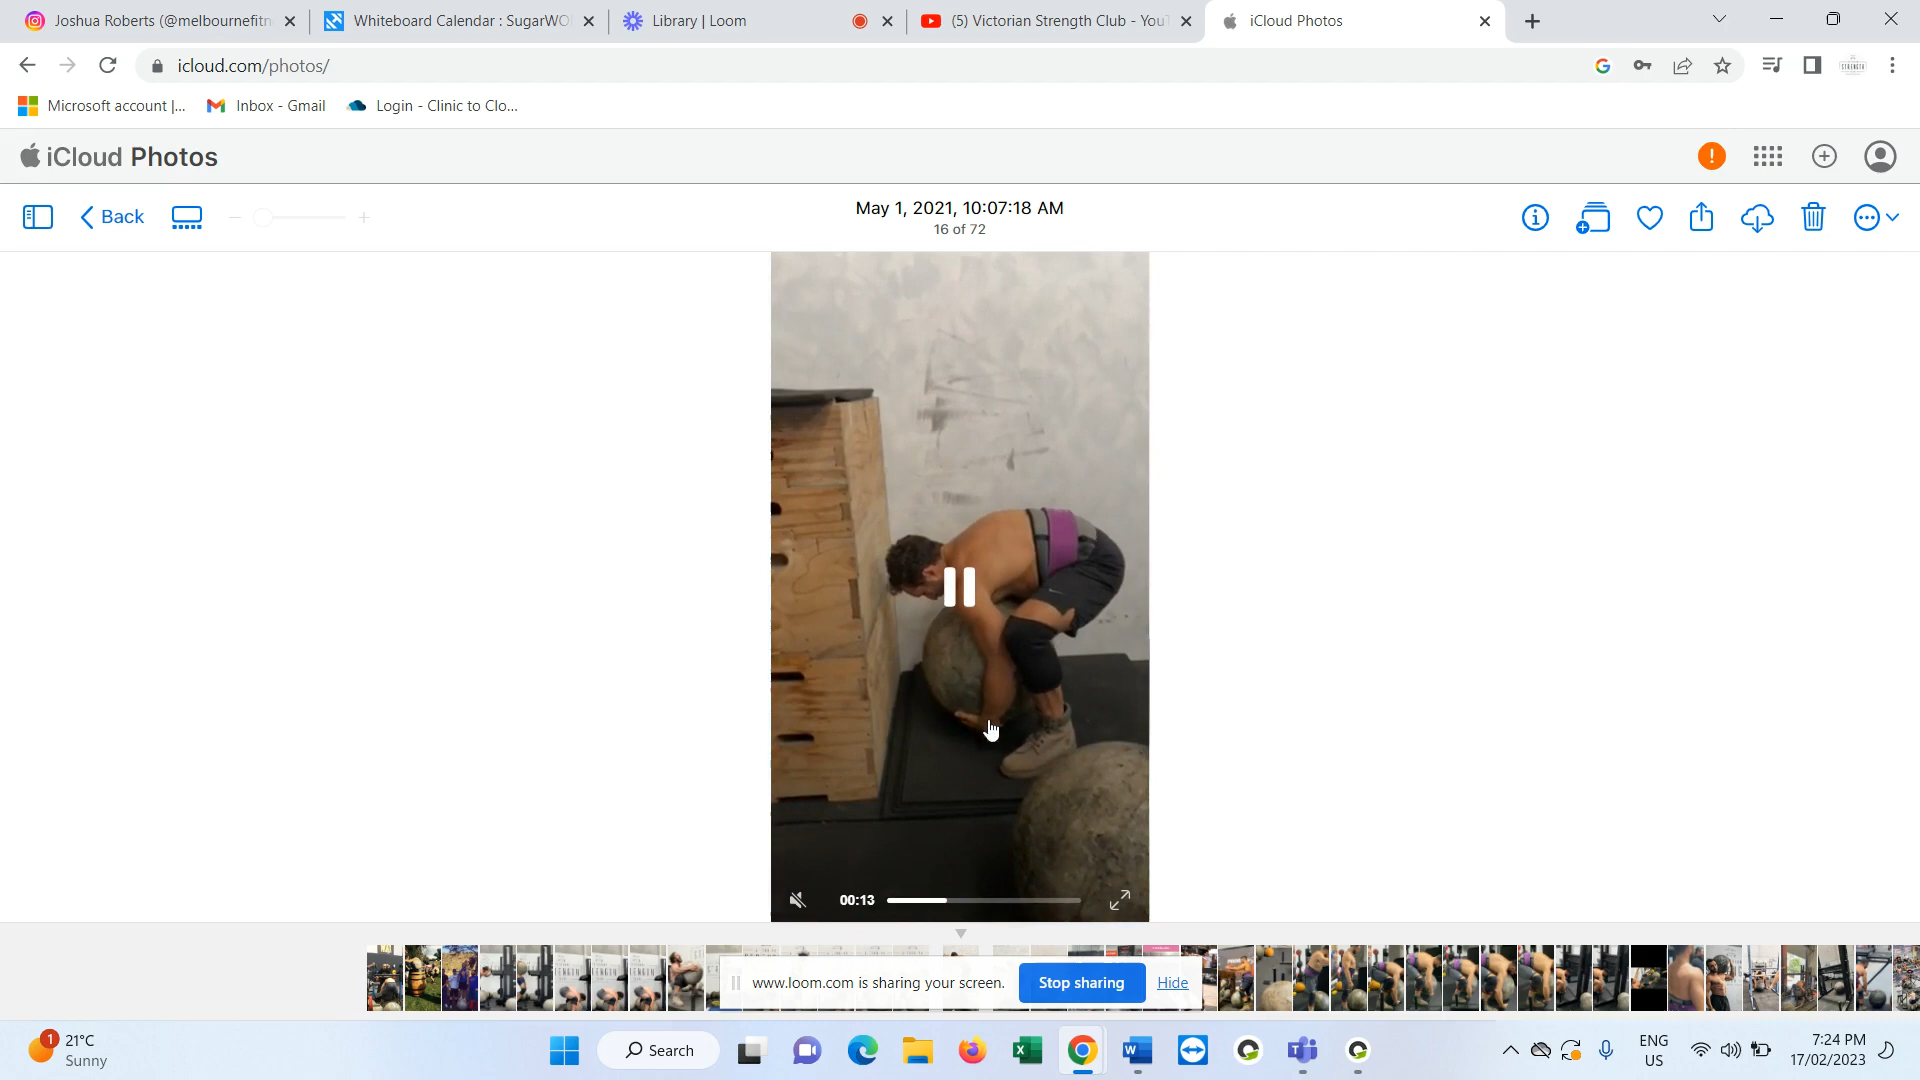 Joshua Roberts (@melbournefitn
Whiteboard Calendar : SugarWO
Library | Loom
(5) Victorian Strength Club - YouT
iCloud Photos
icloud.com/photos/
Microsoft account |...
Inbox - Gmail
Login - Clinic to Clo...
iCloud Photos
Back
May 1, 2021, 10:07:18 AM
16 of 72
00:13
www.loom.com is sharing your screen.
Stop sharing
Hide
1
21°C
Sunny
Search
ENG
US
7:24 PM
17/02/2023